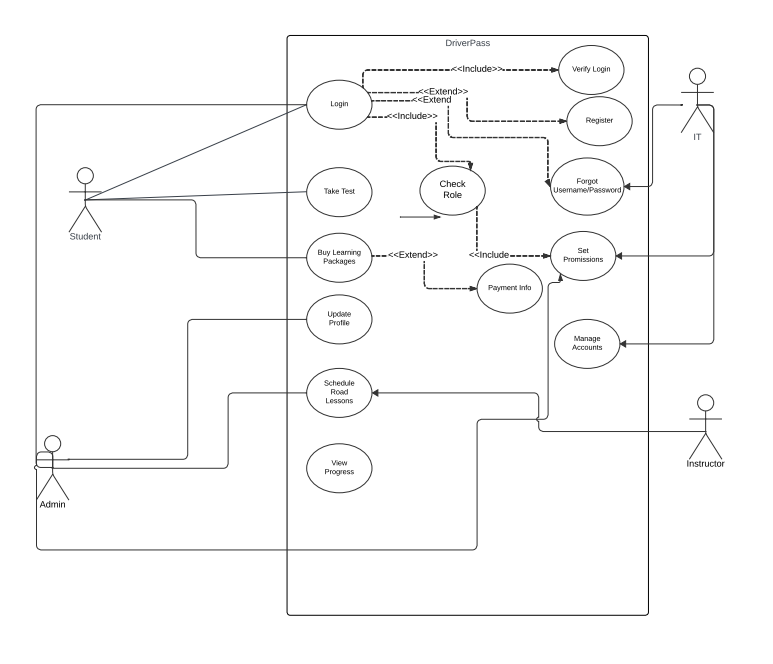 DriverPass
<<Include>>
Verify Login
<<Extend>>
Login
<<Extend
<<Include>>
Register
IT
Check
Role
Forgot
Username/Password
Take Test
Student
Buy Learning
Packages
<<Extend>>
<<Include
Set
Promissions
Payment Info
Update
Profile
Manage
Accounts
Schedule
Road
Lessons
Instructor
View
Progress
Admin